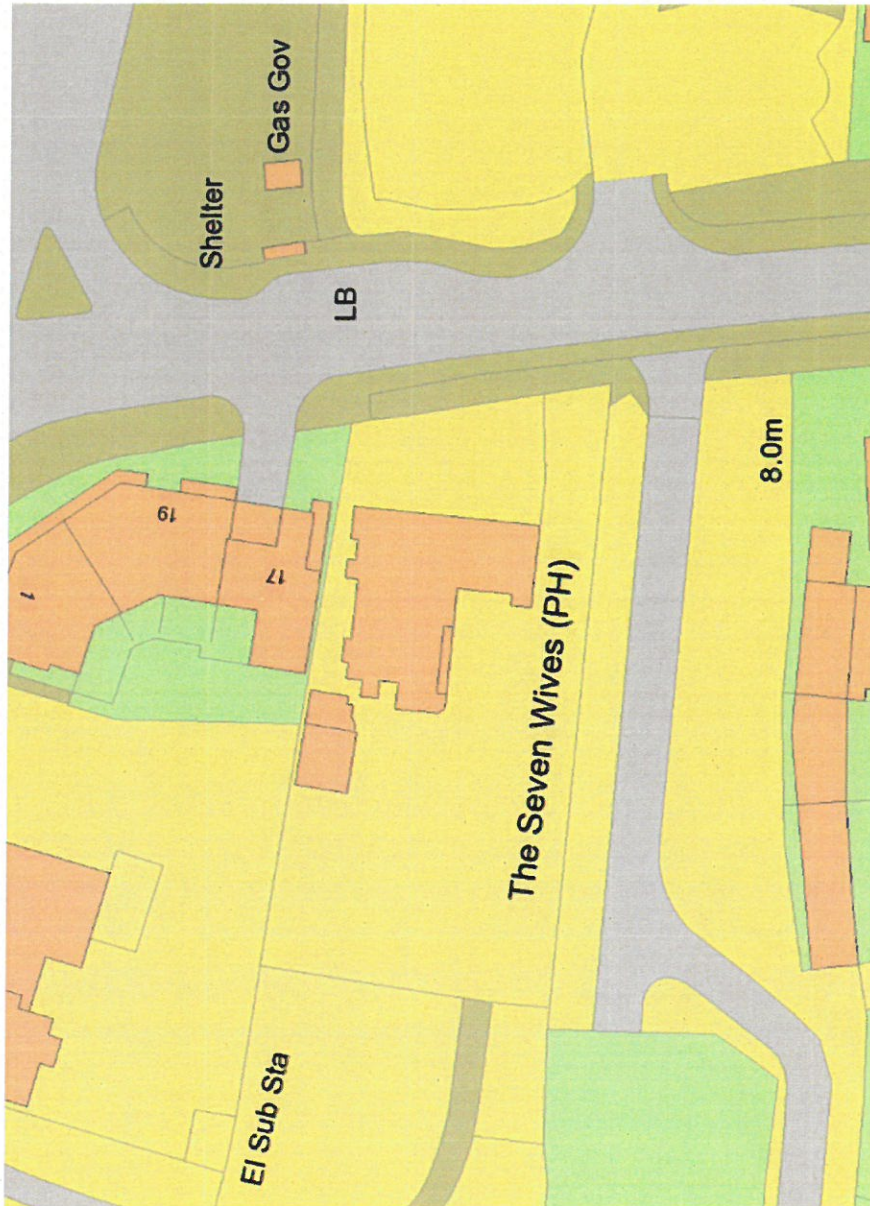 Gas Gov
Shelter
LB
19
17
1
8.0m
The Seven Wives (PH)
El Sub Sta